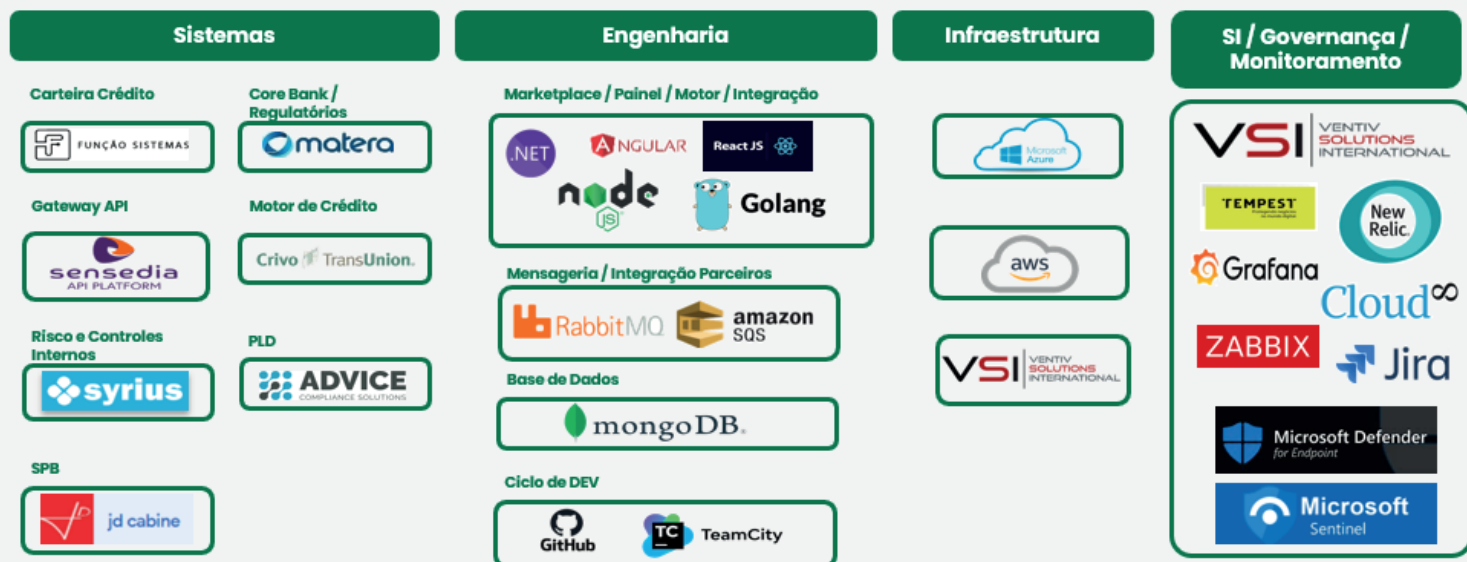 Sistemas
Carteira Crédito
FUNÇÃO SISTEMAS
Core Bank /
Regulatórios
matera
Gateway API
sensedia
API PLATFORM
Motor de Crédito
Crivo TransUnion.
Risco e Controles
Internos
syrius
PLD
ADVICE
COMPLIANCE SOLUTIONS
SPB
jd cabine
Engenharia
Marketplace / Painel / Motor / Integração
.NET
ANGULAR
React JS
node
JS
Golang
Mensageria / Integração Parceiros
RabbitMQ
amazon
SQS
Base de Dados
mongoDB®
Ciclo de DEV
GitHub
TC
TeamCity
Infraestrutura
Microsoft
Azure
aws
VSI
VENTIV
SOLUTIONS
INTERNATIONAL
SI / Governança /
Monitoramento
VSI
VENTIV
SOLUTIONS
INTERNATIONAL
TEMPEST
New
Relic.
Grafana
Cloud∞
ZABBIX
Jira
Microsoft Defender
for Endpoint
Microsoft
Sentinel